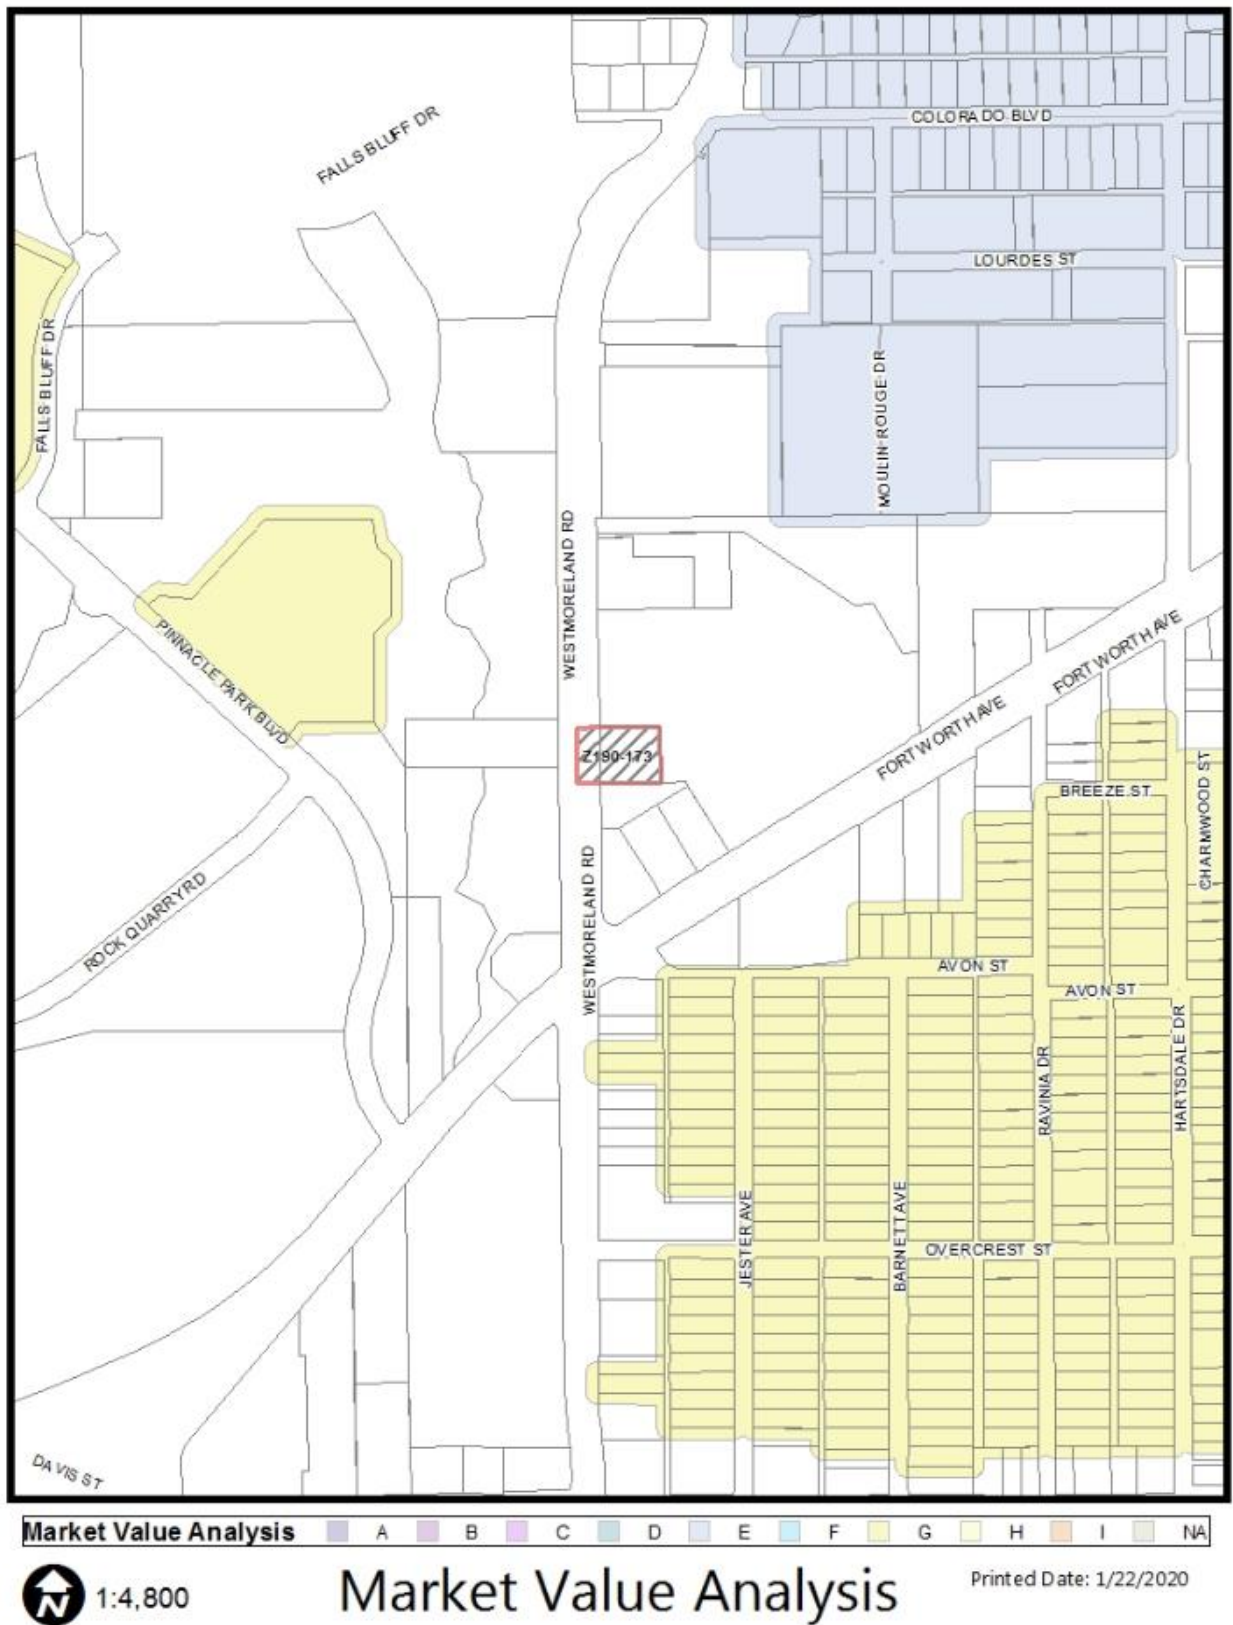 COLORADO BLVD
FALLS BLUFF DR
LOURDES ST
FALLS BLUFF DR
MOULIN ROUGE DR
WESTMORELAND RD
FORT WORTH AVE
PINNACLE PARK BLVD
FORT WORTH AVE
Z190-173
BREEZE ST
CHARMWOOD ST
WESTMORELAND RD
ROCK QUARRY RD
AVON ST
AVON ST
RAVINIA DR
HARTSDALE DR
JESTER AVE
BARNETT AVE
OVERCREST ST
DAVIS ST
Market Value Analysis A B C D E F G H I NA
N 1:4,800
Market Value Analysis
Printed Date: 1/22/2020